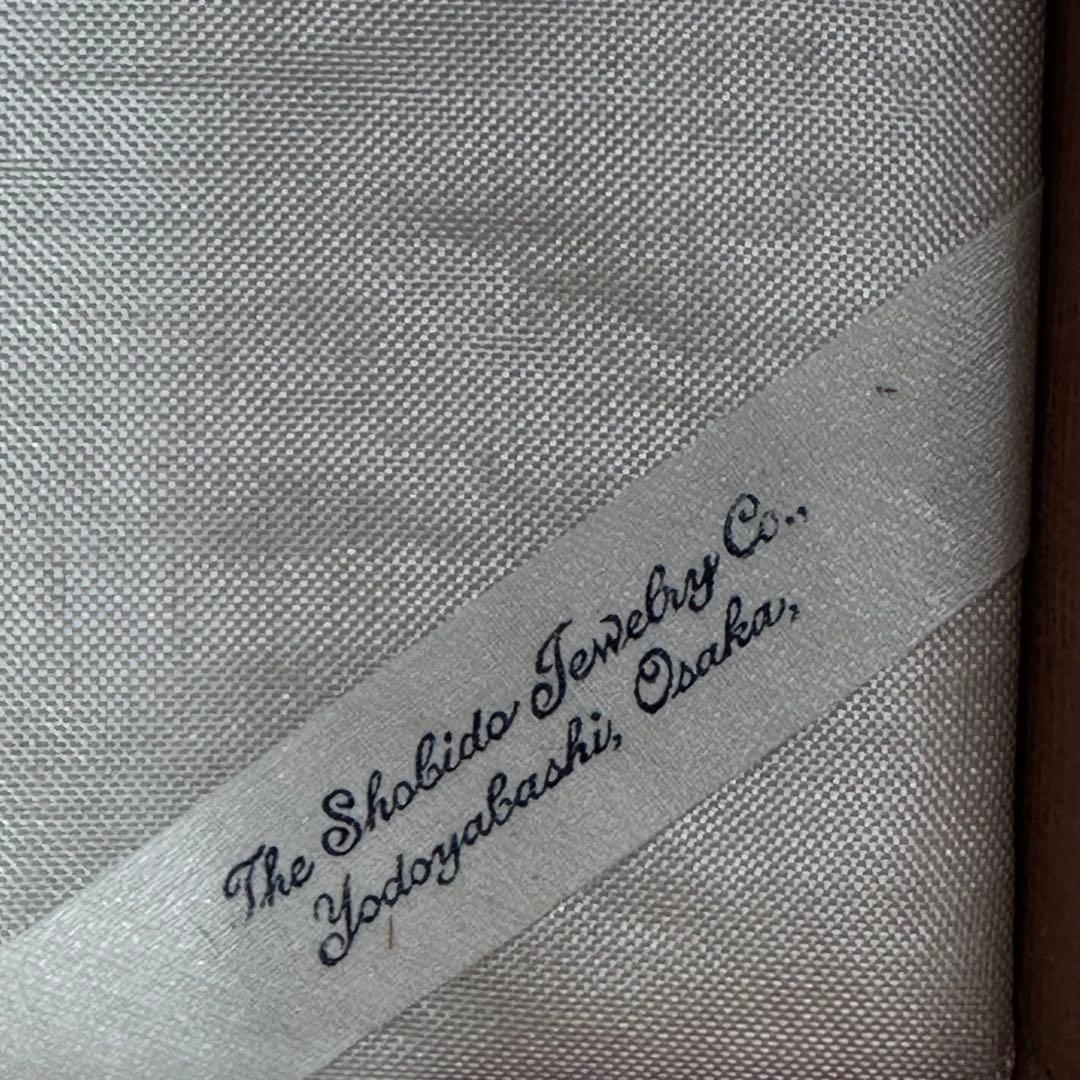 The Shobido Jewelry Co.,
Yodoyabashi, Osaka,